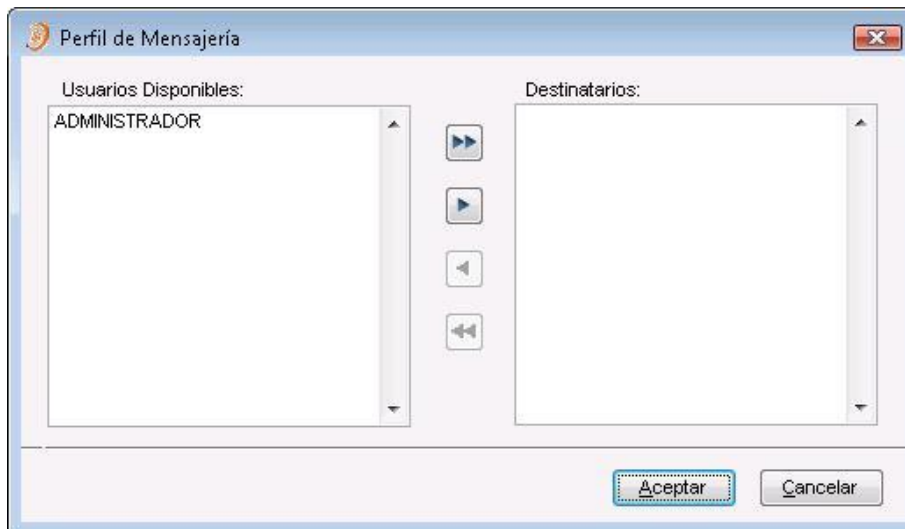 Perfil de Mensajería
Usuarios Disponibles:
Destinatarios:
ADMINISTRADOR
Aceptar
Cancelar